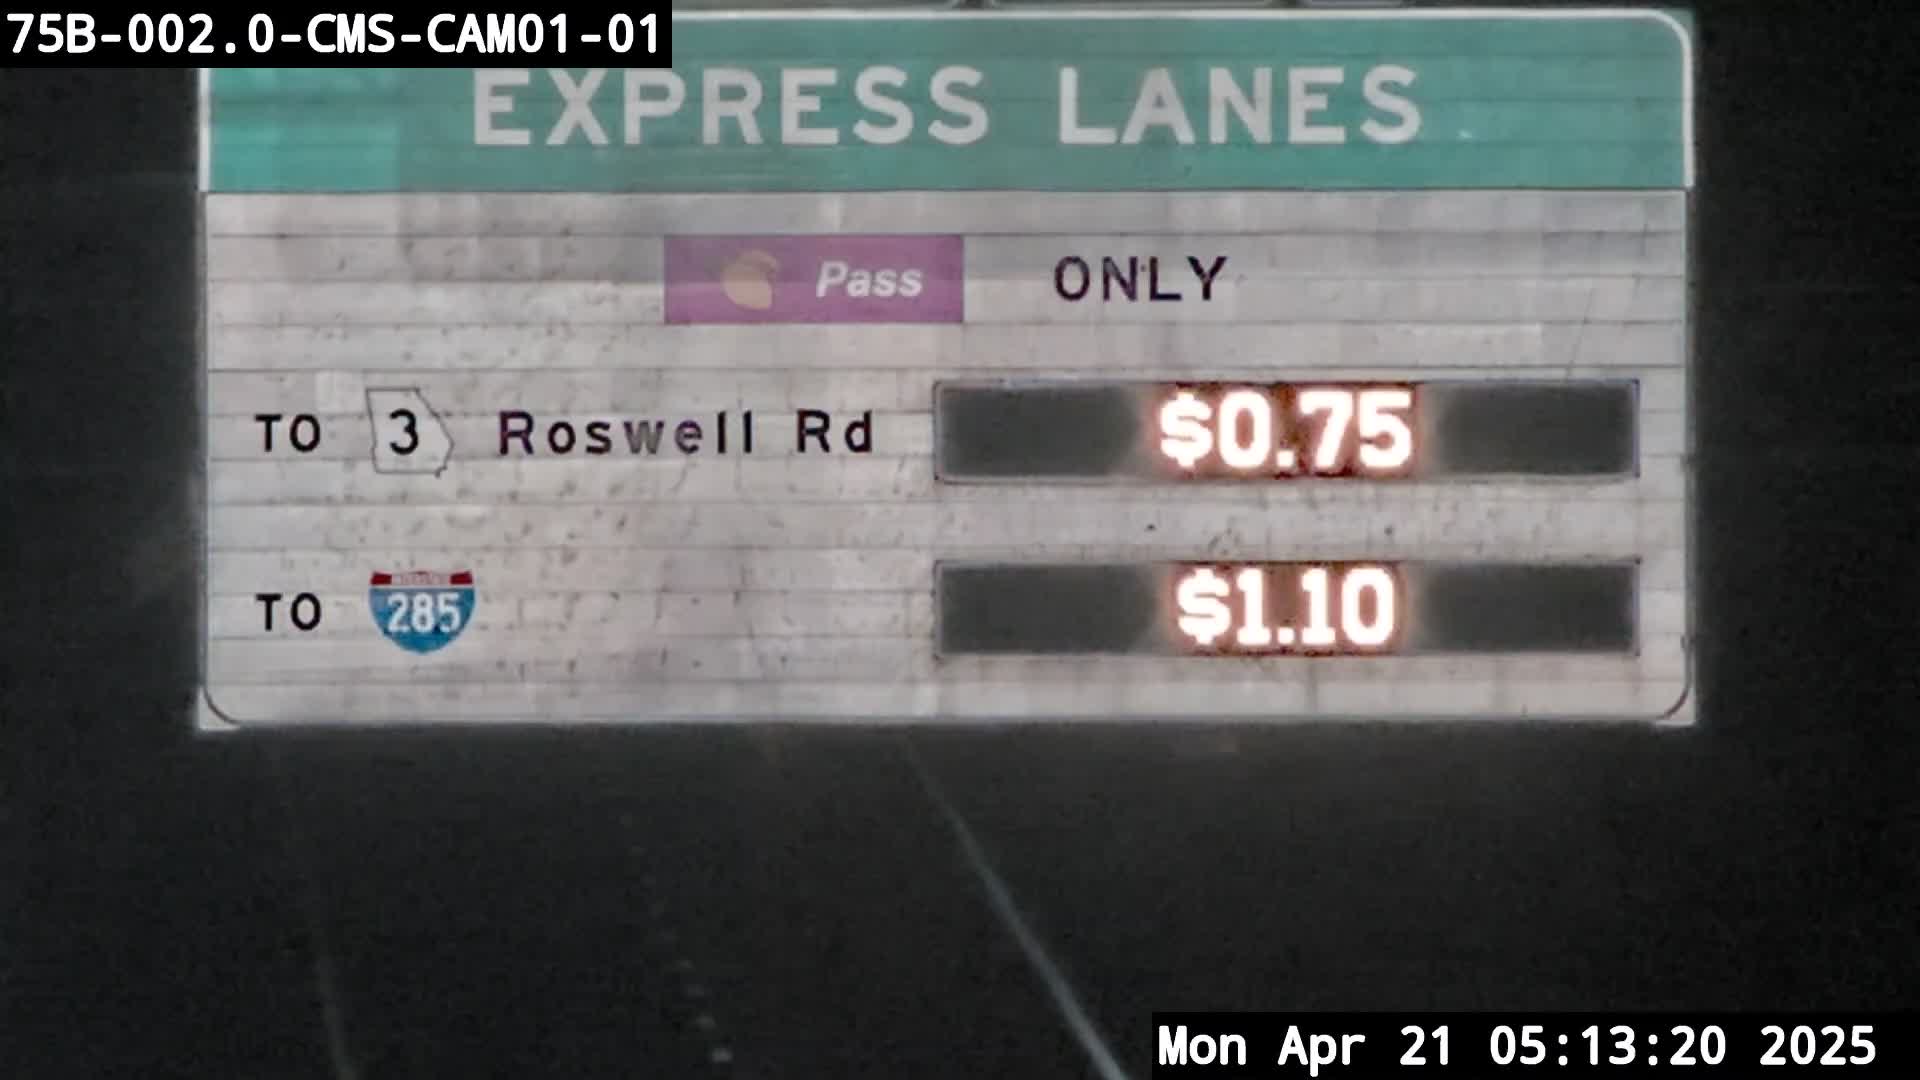 75B-002.0-CMS-CAM01-01
EXPRESS LANES
Pass ONLY
TO 3 Roswell Rd $0.75
TO 285 $1.10
Mon Apr 21 05:13:20 2025